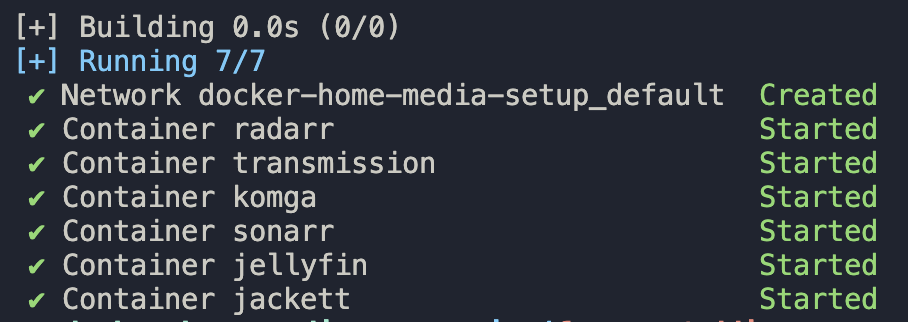 [+] Building 0.0s (0/0)
[+] Running 7/7
✔ Network docker-home-media-setup_default Created
✔ Container radarr Started
✔ Container transmission Started
✔ Container komga Started
✔ Container sonarr Started
✔ Container jellyfin Started
✔ Container jackett Started